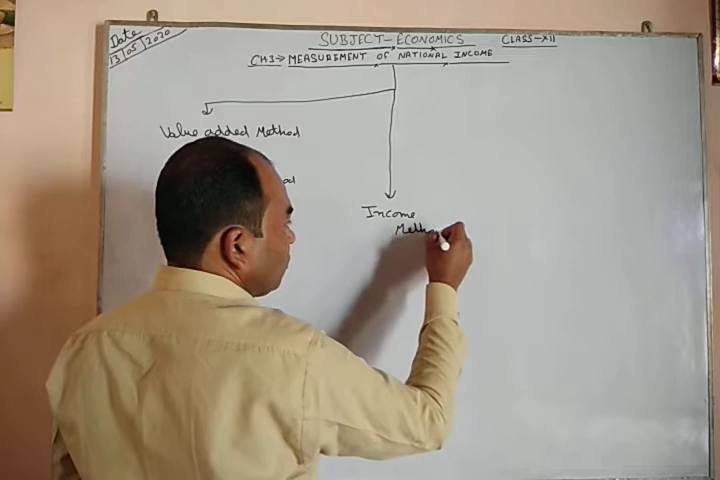 Date
13/05/2020
SUBJECT-ECONOMICS CLASS-XII
CH3→ MEASUREMENT OF NATIONAL INCOME
Value added Method
Income